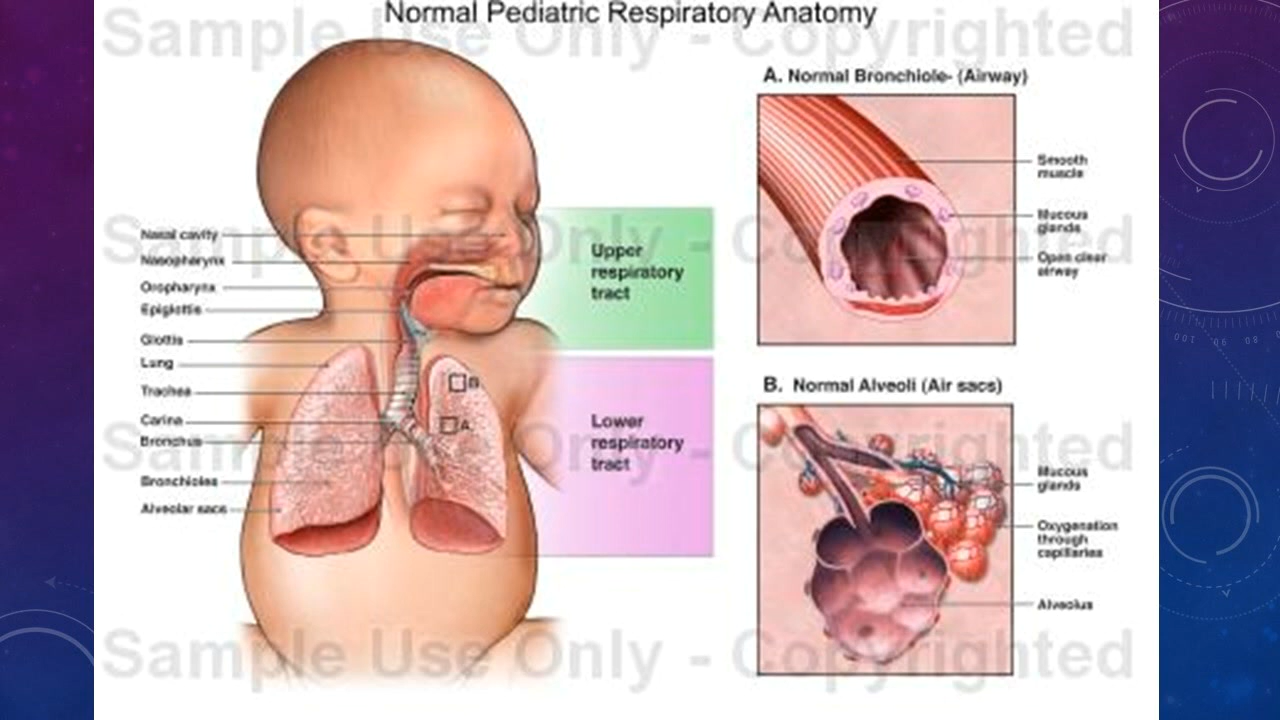 Normal Pediatric Respiratory Anatomy
Sample Use Only - Copyrighted
A. Normal Bronchiole- (Airway)
Smooth
muscle
Mucous
glands
Open clear
airway
Sample Use Only - Copyrighted
Nasal cavity
Nasopharynx
Oropharynx
Epiglottis
Glottis
Lung
Trachea
Carina
Bronchus
Bronchioles
Alveolar sacs
B
A
Upper
respiratory
tract
Lower
respiratory
tract
B. Normal Alveoli (Air sacs)
Sample Use Only - Copyrighted
Mucous
glands
Oxygenation
through
capillaries
Alveolus
Sample Use Only - Copyrighted
100 90 80